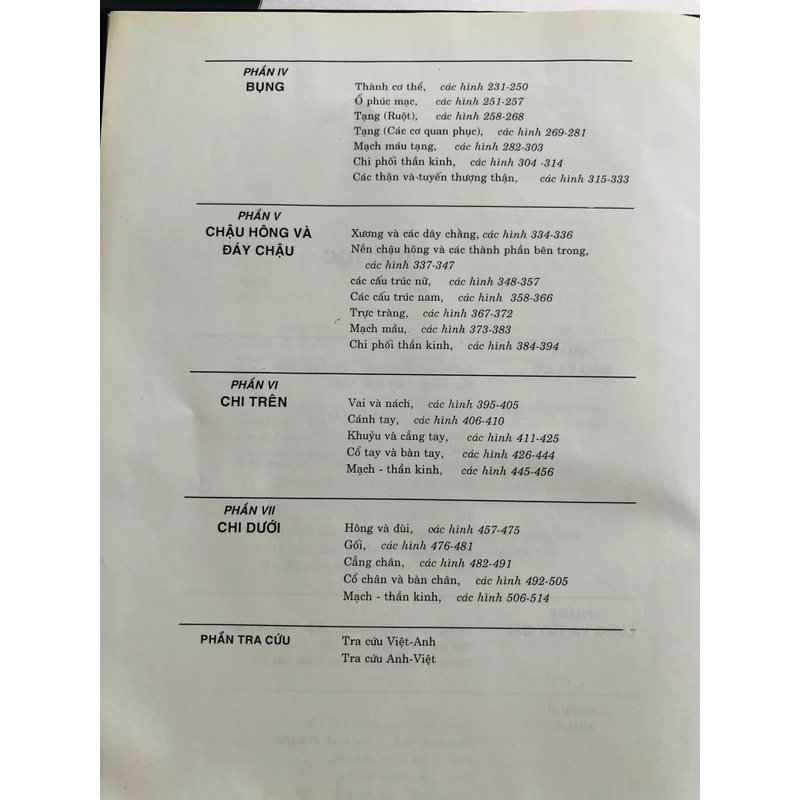 PHẦN IV
BỤNG
Thành cơ thể, các hình 231-250
Ổ phúc mạc, các hình 251-257
Tạng (Ruột), các hình 258-268
Tạng (Các cơ quan phục), các hình 269-281
Mạch máu tạng, các hình 282-303
Chi phối thần kinh, các hình 304 -314
Các thận và tuyến thượng thận, các hình 315-333
PHẦN V
CHẬU HÔNG VÀ
ĐÁY CHẬU
Xương và các dây chằng, các hình 334-336
Nền chậu hông và các thành phần bên trong,
các hình 337-347
các cấu trúc nữ, các hình 348-357
Các cấu trúc nam, các hình 358-366
Trực tràng, các hình 367-372
Mạch mẩu, các hình 373-383
Chi phối thần kinh, các hình 384-394
PHẦN VI
CHI TRÊN
Vai và nách, các hình 395-405
Cánh tay, các hình 406-410
Khuỷu và cẳng tay, các hình 411-425
Cổ tay và bàn tay, các hình 426-444
Mạch - thần kinh, các hình 445-456
PHẦN VII
CHI DƯỚI
Hông và đùi, các hình 457-475
Gối, các hình 476-481
Cẳng chân, các hình 482-491
Cổ chân và bàn chân, các hình 492-505
Mạch - thần kinh, các hình 506-514
PHẦN TRA CỨU
Tra cứu Việt-Anh
Tra cứu Anh-Việt